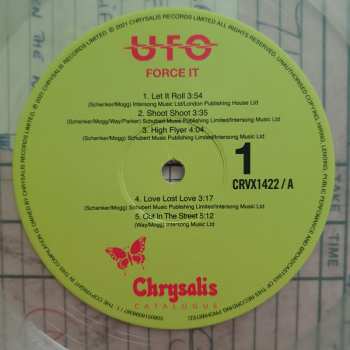 UFO
FORCE IT
1. Let It Roll 3:54
(Schenker/Mogg) Intersong Music Ltd/London Publishing House Ltd
2. Shoot Shoot 3:35
(Schenker/Mogg/Way/Parker) Schubert Music Publishing Limited/Intersong Music Ltd
3. High Flyer 4:04
(Schenker/Mogg) Schubert Music Publishing Limited/Intersong Music Ltd
1
CRVX1422 / A
4. Love Lost Love 3:17
(Schenker/Mogg) Schubert Music Publishing Limited/Intersong Music Ltd
5. Out In The Street 5:12
(Way/Mogg) Intersong Music Ltd
Chrysalis
CATALOGUE
TAKE TIME